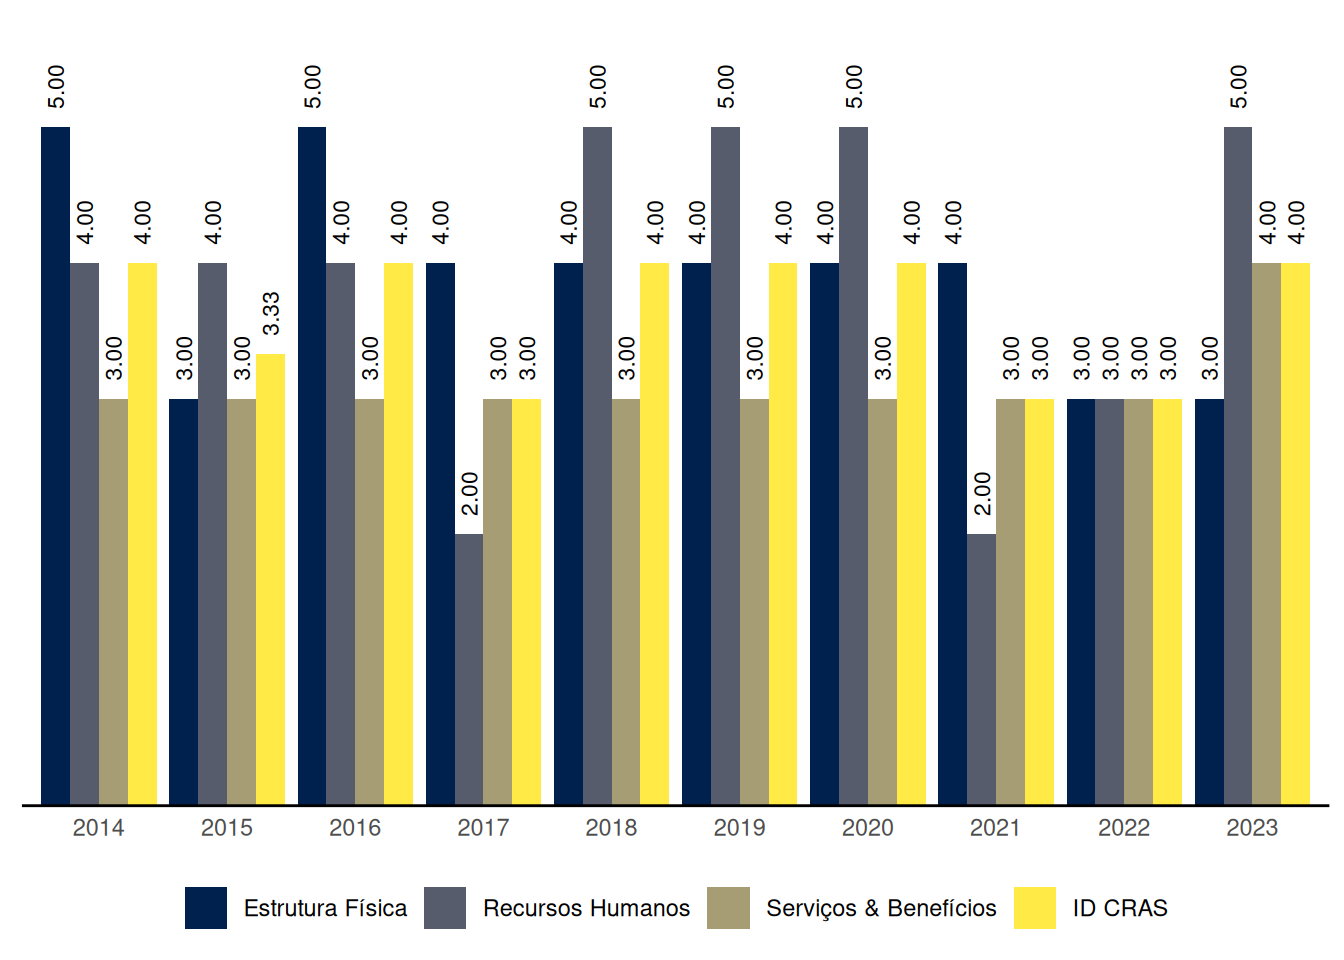 5.00 4.00 3.00 4.00 3.00 4.00 3.00 3.33 5.00 4.00 3.00 4.00 4.00 2.00 3.00 3.00 4.00 5.00 3.00 4.00 4.00 5.00 3.00 4.00 4.00 5.00 3.00 4.00 4.00 2.00 3.00 3.00 3.00 3.00 3.00 3.00 3.00 5.00 4.00 4.00
2014 2015 2016 2017 2018 2019 2020 2021 2022 2023
Estrutura Física Recursos Humanos Serviços & Benefícios ID CRAS